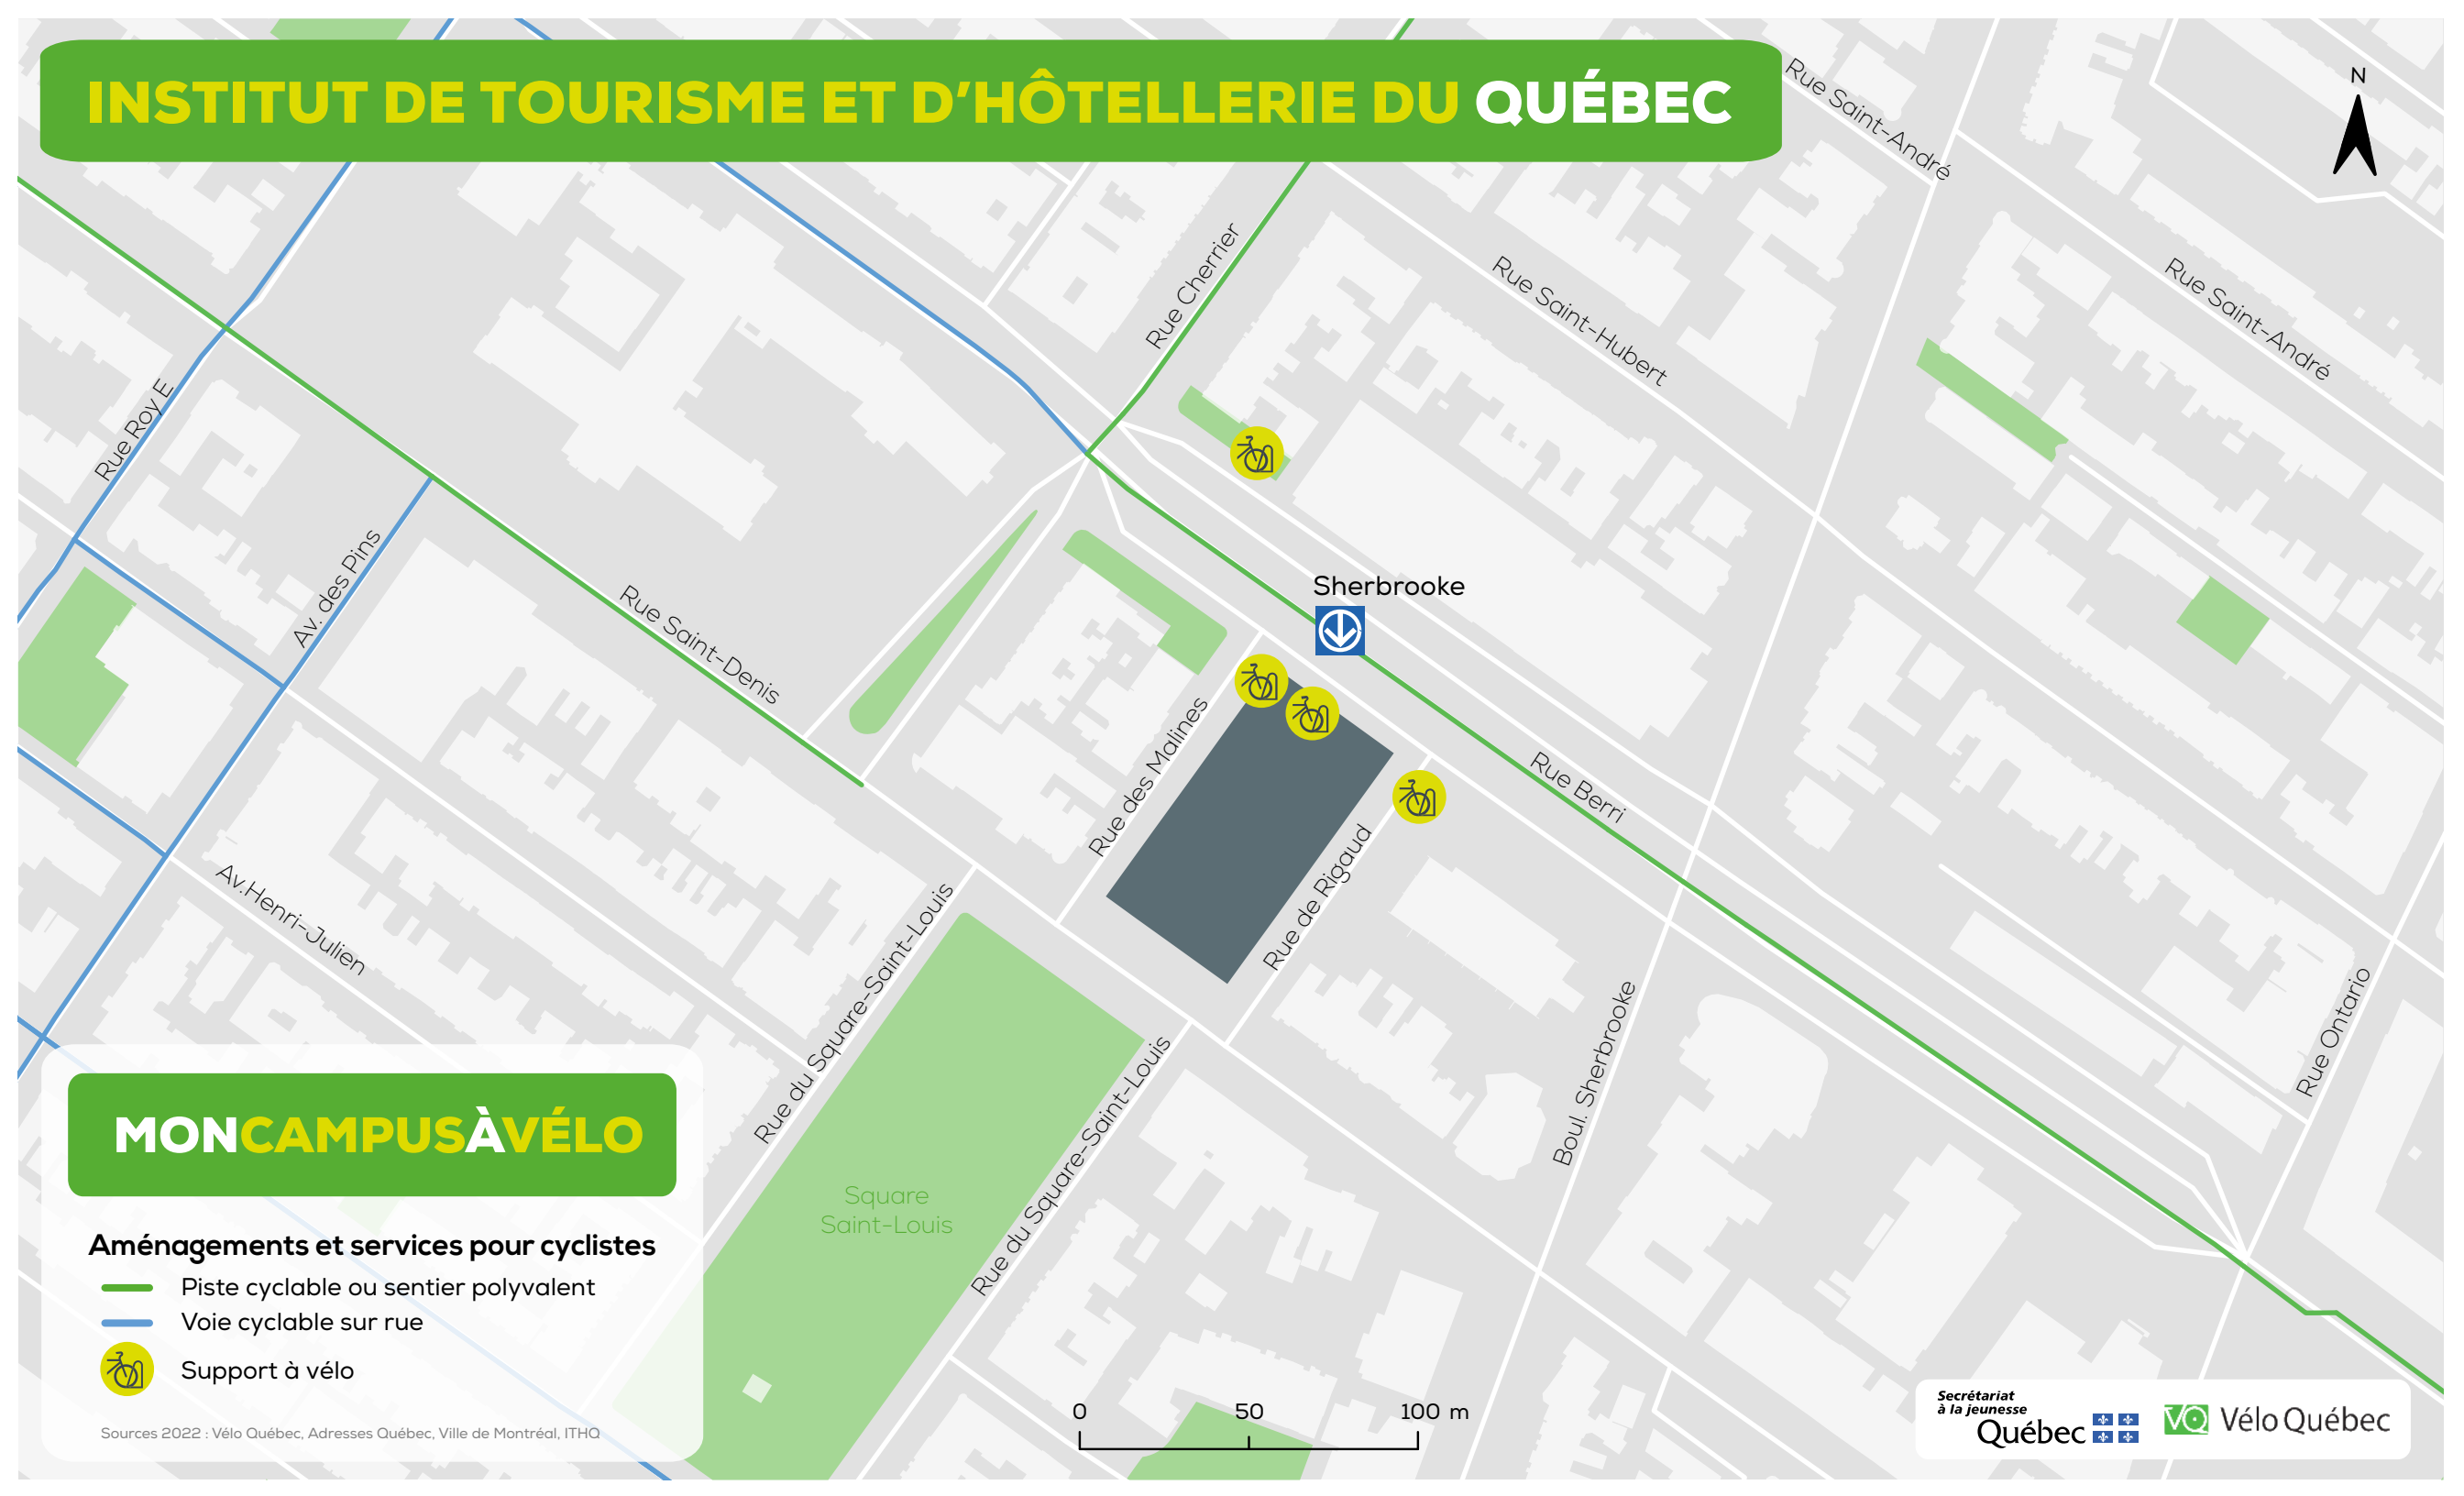 INSTITUT DE TOURISME ET D’HÔTELLERIE DU QUÉBEC
N
Rue Saint-André
Rue Cherrier
Rue Saint-Hubert
Rue Saint-André
Rue Roy E
Av. des Pins
Rue Saint-Denis
Sherbrooke
Rue des Malines
Rue Berri
Rue de Rigaud
Av.Henri-Julien
Rue du Square-Saint-Louis
Boul. Sherbrooke
Rue Ontario
Rue du Square-Saint-Louis
Square
Saint-Louis
MONCAMPUSÀVÉLO
Aménagements et services pour cyclistes
Piste cyclable ou sentier polyvalent
Voie cyclable sur rue
Support à vélo
Sources 2022 : Vélo Québec, Adresses Québec, Ville de Montréal, ITHQ
0 50 100 m
Secrétariat
à la jeunesse
Québec
VQ Vélo Québec